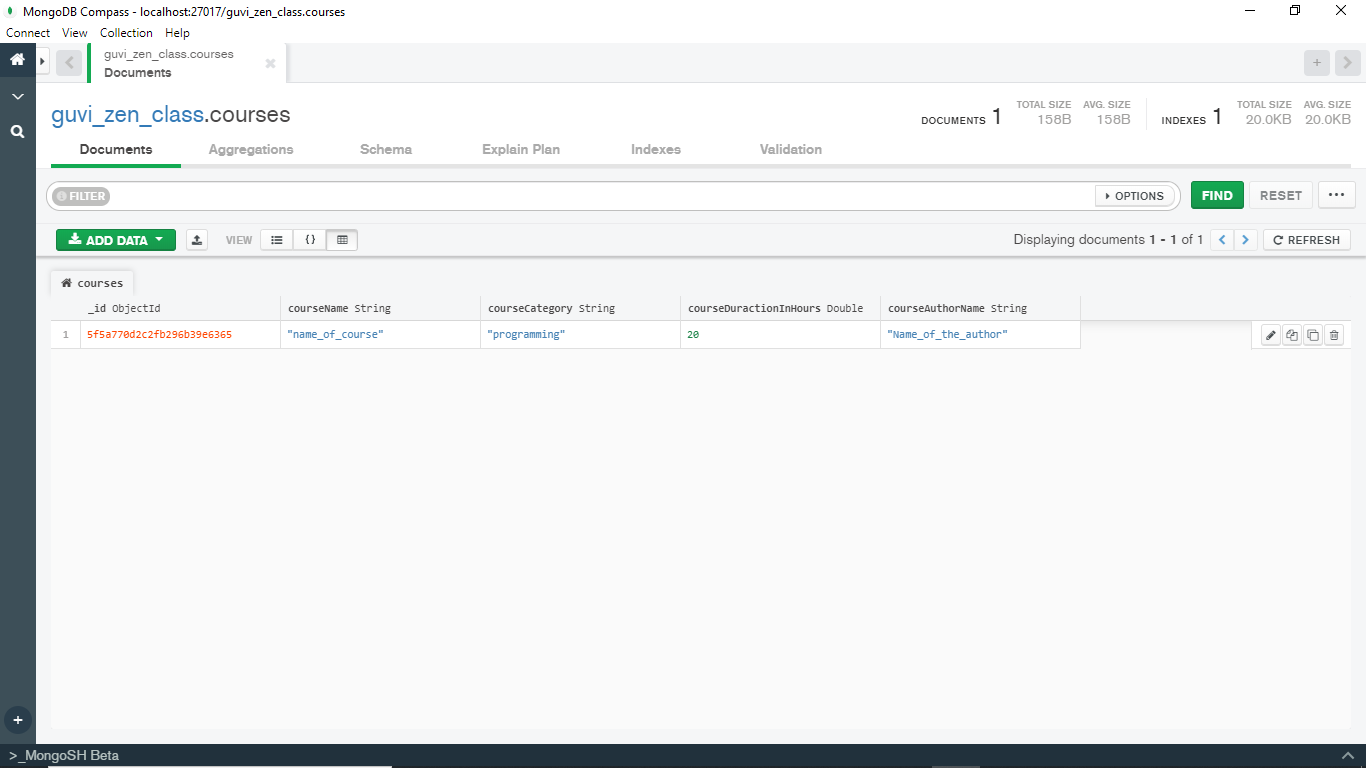 MongoDB Compass - localhost:27017/guvi_zen_class.courses
Connect View Collection Help
guvi_zen_class.courses
Documents
guvi_zen_class.courses
DOCUMENTS 1 TOTAL SIZE 158B AVG. SIZE 158B INDEXES 1 TOTAL SIZE 20.0KB AVG. SIZE 20.0KB
Documents Aggregations Schema Explain Plan Indexes Validation
FILTER OPTIONS FIND RESET
ADD DATA VIEW { } Displaying documents 1 - 1 of 1 REFRESH
courses
_id ObjectId courseName String courseCategory String courseDuractionInHours Double courseAuthorName String
1 5f5a770d2c2fb296b39e6365 "name_of_course" "programming" 20 "Name_of_the_author"
>_MongoSH Beta